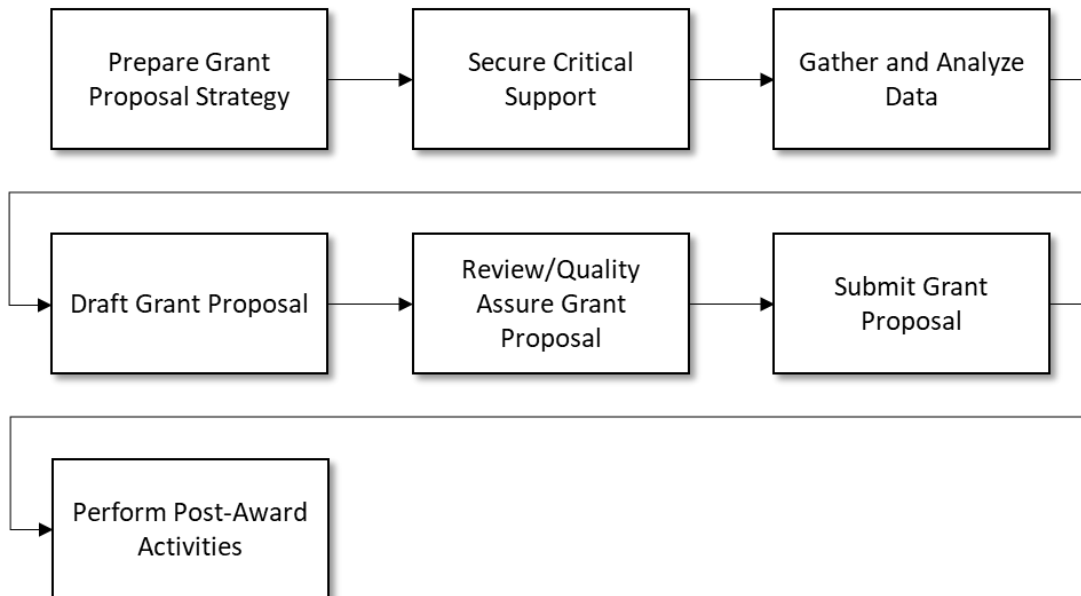 Prepare Grant
Proposal Strategy
Secure Critical
Support
Gather and Analyze
Data
Draft Grant Proposal
Review/Quality
Assure Grant
Proposal
Submit Grant
Proposal
Perform Post-Award
Activities